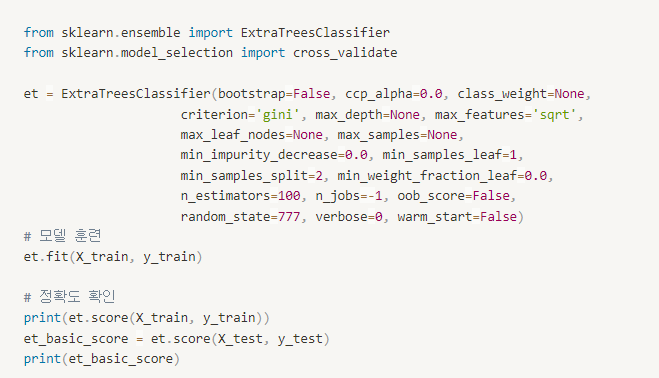 from sklearn.ensemble import ExtraTreesClassifier
from sklearn.model_selection import cross_validate

et = ExtraTreesClassifier(bootstrap=False, ccp_alpha=0.0, class_weight=None,
                     criterion='gini', max_depth=None, max_features='sqrt',
                     max_leaf_nodes=None, max_samples=None,
                     min_impurity_decrease=0.0, min_samples_leaf=1,
                     min_samples_split=2, min_weight_fraction_leaf=0.0,
                     n_estimators=100, n_jobs=-1, oob_score=False,
                     random_state=777, verbose=0, warm_start=False)
# 모델 훈련
et.fit(X_train, y_train)

# 정확도 확인
print(et.score(X_train, y_train))
et_basic_score = et.score(X_test, y_test)
print(et_basic_score)